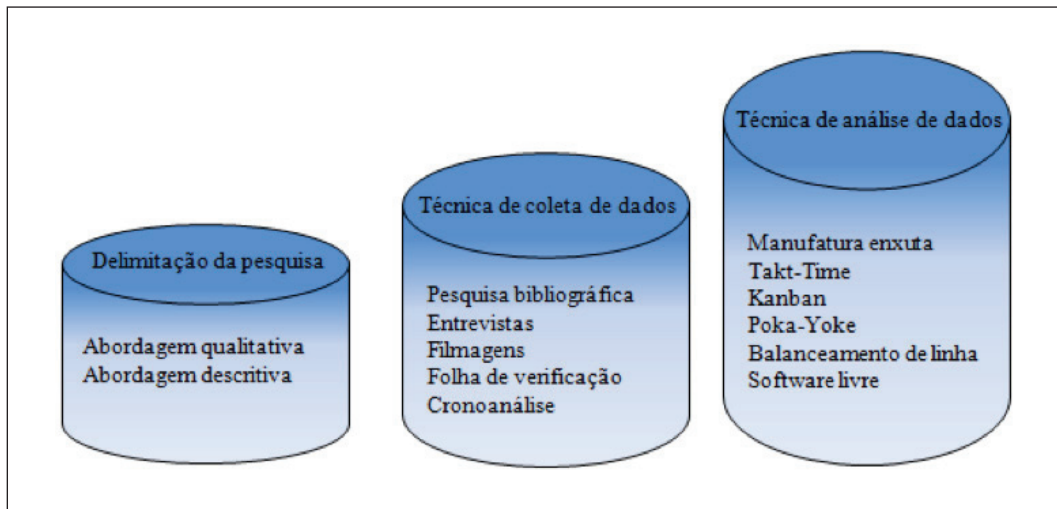 Delimitação da pesquisa
Abordagem qualitativa
Abordagem descritiva
Técnica de coleta de dados
Pesquisa bibliográfica
Entrevistas
Filmagens
Folha de verificação
Cronoanálise
Técnica de análise de dados
Manufatura enxuta
Takt-Time
Kanban
Poka-Yoke
Balanceamento de linha
Software livre